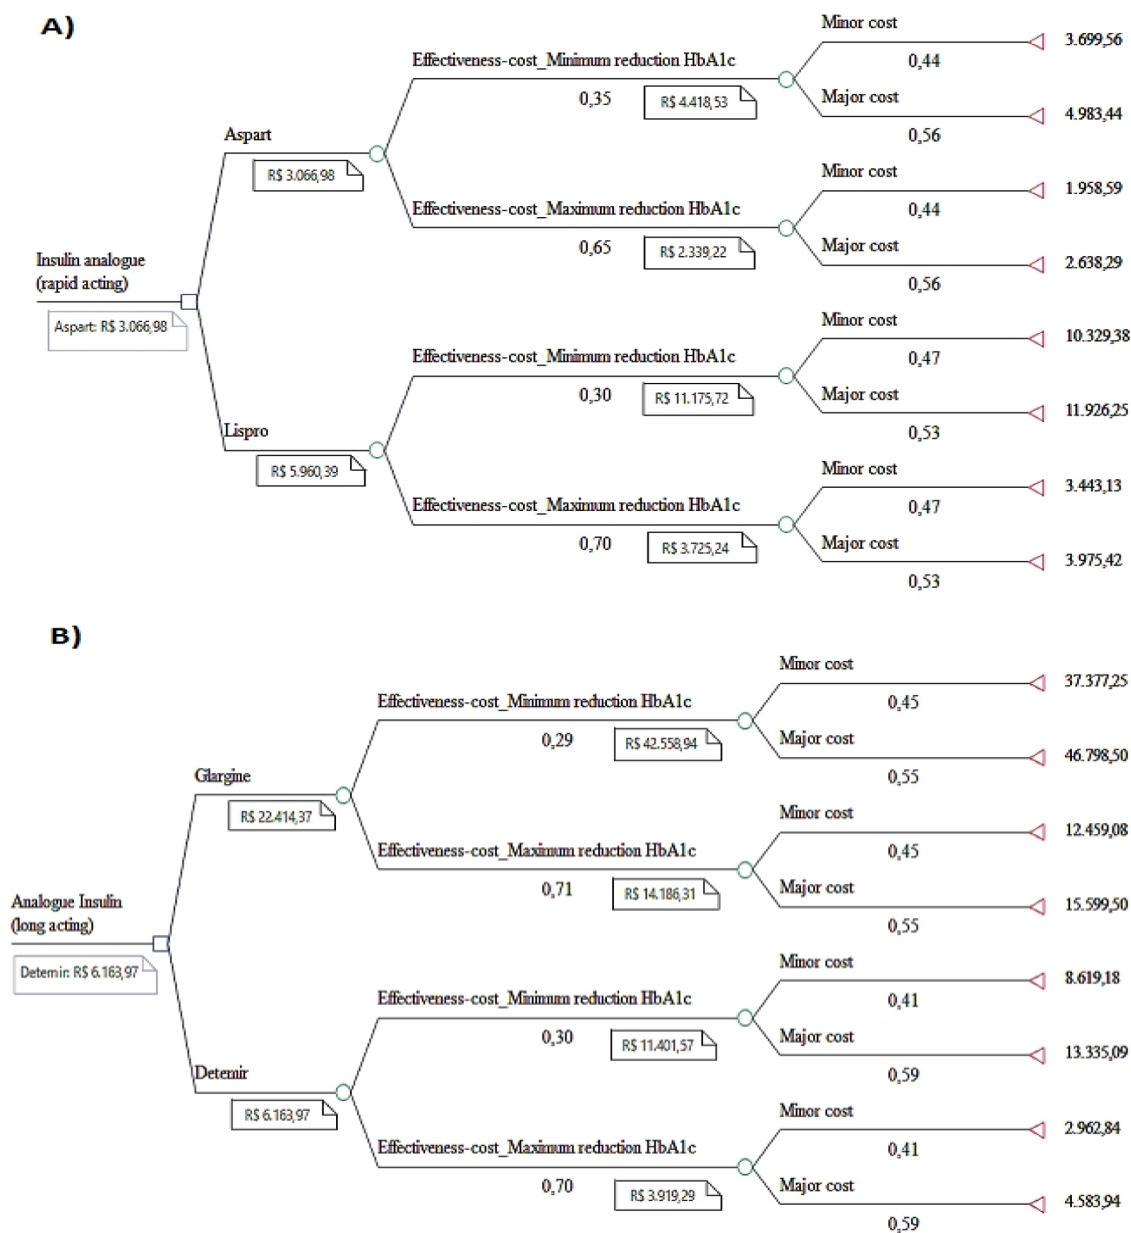 A)
Insulin analogue
(rapid acting)
Aspart: R$ 3.066,98
Aspart
R$ 3.066,98
Effectiveness-cost_Minimum reduction HbA1c
0,35
R$ 4.418,53
Minor cost
0,44
3.699,56
Major cost
0,56
4.983,44
Effectiveness-cost_Maximum reduction HbA1c
0,65
R$ 2.339,22
Minor cost
0,44
1.958,59
Major cost
0,56
2.638,29
Lispro
R$ 5.960,39
Effectiveness-cost_Minimum reduction HbA1c
0,30
R$ 11.175,72
Minor cost
0,47
10.329,38
Major cost
0,53
11.926,25
Effectiveness-cost_Maximum reduction HbA1c
0,70
R$ 3.725,24
Minor cost
0,47
3.443,13
Major cost
0,53
3.975,42
B)
Analogue Insulin
(long acting)
Detemir: R$ 6.163,97
Glargine
R$ 22.414,37
Effectiveness-cost_Minimum reduction HbA1c
0,29
R$ 42.558,94
Minor cost
0,45
37.377,25
Major cost
0,55
46.798,50
Effectiveness-cost_Maximum reduction HbA1c
0,71
R$ 14.186,31
Minor cost
0,45
12.459,08
Major cost
0,55
15.599,50
Detemir
R$ 6.163,97
Effectiveness-cost_Minimum reduction HbA1c
0,30
R$ 11.401,57
Minor cost
0,41
8.619,18
Major cost
0,59
13.335,09
Effectiveness-cost_Maximum reduction HbA1c
0,70
R$ 3.919,29
Minor cost
0,41
2.962,84
Major cost
0,59
4.583,94